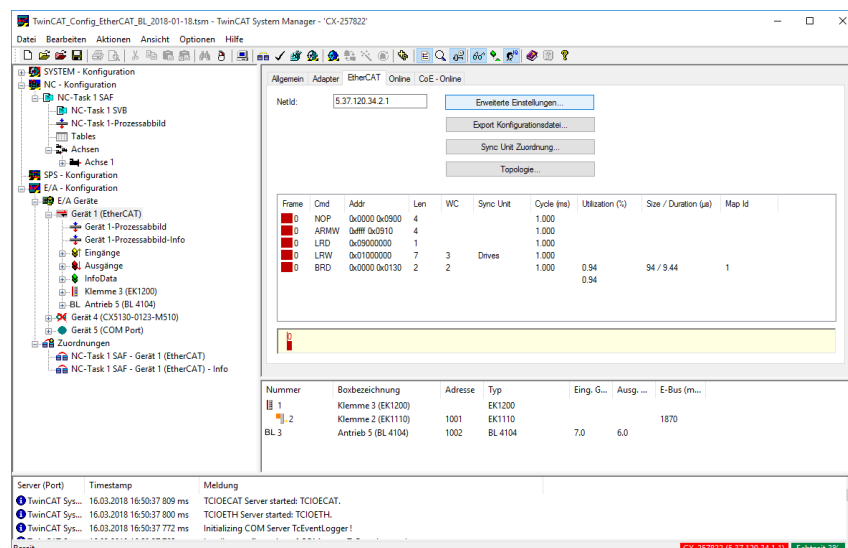 TwinCAT_Config_EtherCAT_BL_2018-01-18.tsm - TwinCAT System Manager - 'CX-257822'
Datei Bearbeiten Aktionen Ansicht Optionen Hilfe
SYSTEM - Konfiguration
NC - Konfiguration
NC-Task 1 SAF
NC-Task 1 SVB
NC-Task 1-Prozessabbild
Tables
Achsen
Achse 1
SPS - Konfiguration
E/A - Konfiguration
E/A Geräte
Gerät 1 (EtherCAT)
Gerät 1-Prozessabbild
Gerät 1-Prozessabbild-Info
Eingänge
Ausgänge
InfoData
Klemme 3 (EK1200)
BL Antrieb 5 (BL 4104)
Gerät 4 (CX5130-0123-M510)
Gerät 5 (COM Port)
Zuordnungen
NC-Task 1 SAF - Gerät 1 (EtherCAT)
NC-Task 1 SAF - Gerät 1 (EtherCAT) - Info
Allgemein Adapter EtherCAT Online CoE - Online
NetId: 5.37.120.34.2.1
Erweiterte Einstellungen...
Export Konfigurationsdatei...
Sync Unit Zuordnung...
Topologie...
Frame Cmd Addr Len WC Sync Unit Cycle (ms) Utilization (%) Size / Duration (µs) Map Id
0 NOP 0x0000 0x0900 4 1.000
0 ARMW 0xffff 0x0910 4 1.000
0 LRD 0x09000000 1 1.000
0 LRW 0x01000000 7 3 Drives 1.000
0 BRD 0x0000 0x0130 2 2 1.000 0.94 94 / 9.44 1
0.94
0
Nummer Boxbezeichnung Adresse Typ Eing. G... Ausg. ... E-Bus (m...
1 Klemme 3 (EK1200) EK1200
2 Klemme 2 (EK1110) 1001 EK1110 1870
BL 3 Antrieb 5 (BL 4104) 1002 BL 4104 7.0 6.0
Server (Port) Timestamp Meldung
TwinCAT Sys... 16.03.2018 16:50:37 809 ms TCIOECAT Server started: TCIOECAT.
TwinCAT Sys... 16.03.2018 16:50:37 800 ms TCIOETH Server started: TCIOETH.
TwinCAT Sys... 16.03.2018 16:50:37 772 ms Initializing COM Server TcEventLogger !